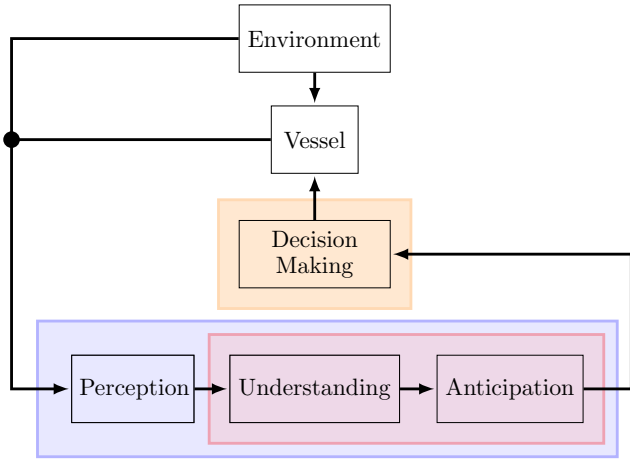 Environment
Vessel
Decision
Making
Perception
Understanding
Anticipation